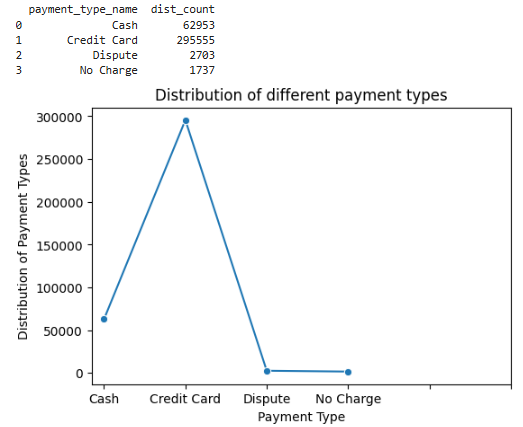 payment_type_name dist_count
0 Cash 62953
1 Credit Card 295555
2 Dispute 2703
3 No Charge 1737
Distribution of different payment types
300000
250000
200000
150000
100000
50000
0
Distribution of Payment Types
Cash Credit Card Dispute No Charge
Payment Type